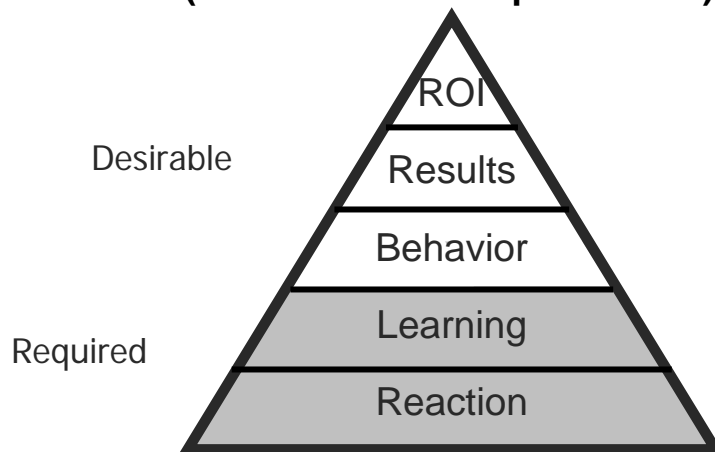 ROI
Desirable
Results
Behavior
Learning
Required
Reaction